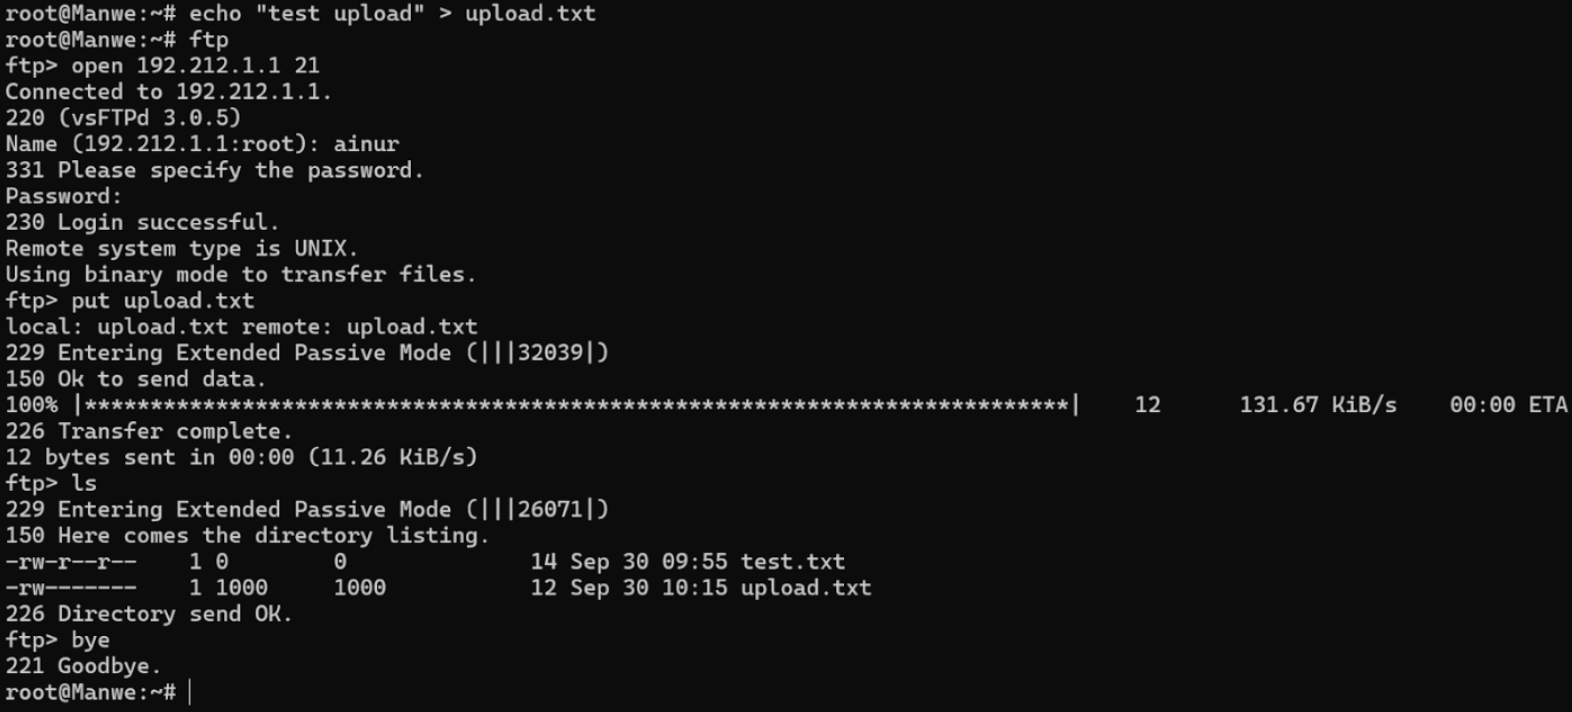 root@Manwe:~# echo "test upload" > upload.txt
root@Manwe:~# ftp
ftp> open 192.212.1.1 21
Connected to 192.212.1.1.
220 (vsFTPd 3.0.5)
Name (192.212.1.1:root): ainur
331 Please specify the password.
Password:
230 Login successful.
Remote system type is UNIX.
Using binary mode to transfer files.
ftp> put upload.txt
local: upload.txt remote: upload.txt
229 Entering Extended Passive Mode (|||32039|)
150 Ok to send data.
100% |***************************************************************************|    12      131.67 KiB/s    00:00 ETA
226 Transfer complete.
12 bytes sent in 00:00 (11.26 KiB/s)
ftp> ls
229 Entering Extended Passive Mode (|||26071|)
150 Here comes the directory listing.
-rw-r--r--    1 0        0              14 Sep 30 09:55 test.txt
-rw-------    1 1000     1000           12 Sep 30 10:15 upload.txt
226 Directory send OK.
ftp> bye
221 Goodbye.
root@Manwe:~#